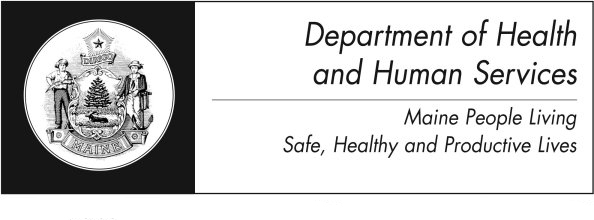 DIRIGO
MAINE
Department of Health
and Human Services
Maine People Living
Safe, Healthy and Productive Lives